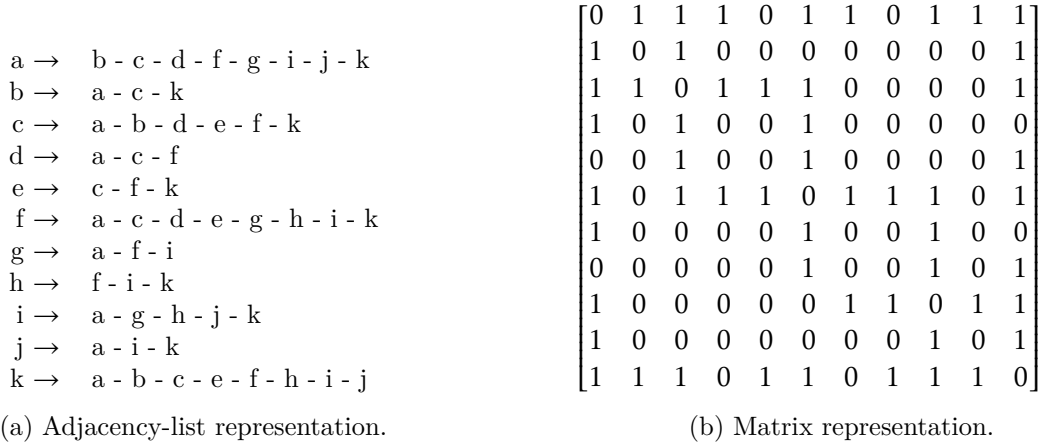 a → b - c - d - f - g - i - j - k
b → a - c - k
c → a - b - d - e - f - k
d → a - c - f
e → c - f - k
f → a - c - d - e - g - h - i - k
g → a - f - i
h → f - i - k
i → a - g - h - j - k
j → a - i - k
k → a - b - c - e - f - h - i - j
(a) Adjacency-list representation.
0 1 1 1 0 1 1 0 1 1 1
1 0 1 0 0 0 0 0 0 0 1
1 1 0 1 1 1 0 0 0 0 1
1 0 1 0 0 1 0 0 0 0 0
0 0 1 0 0 1 0 0 0 0 1
1 0 1 1 1 0 1 1 1 0 1
1 0 0 0 0 1 0 0 1 0 0
0 0 0 0 0 1 0 0 1 0 1
1 0 0 0 0 0 1 1 0 1 1
1 0 0 0 0 0 0 0 1 0 1
1 1 1 0 1 1 0 1 1 1 0
(b) Matrix representation.